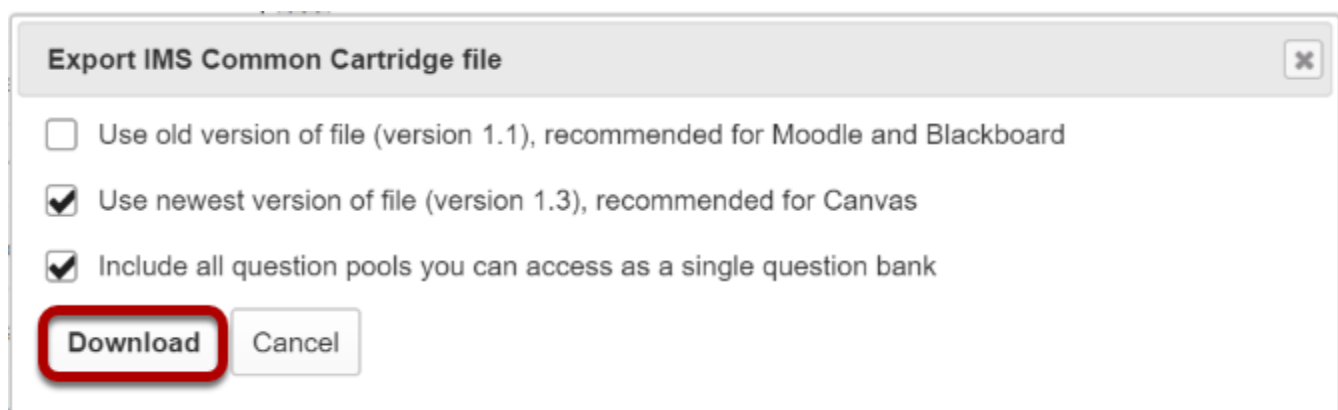 Export IMS Common Cartridge file
Use old version of file (version 1.1), recommended for Moodle and Blackboard
Use newest version of file (version 1.3), recommended for Canvas
Include all question pools you can access as a single question bank
Download Cancel